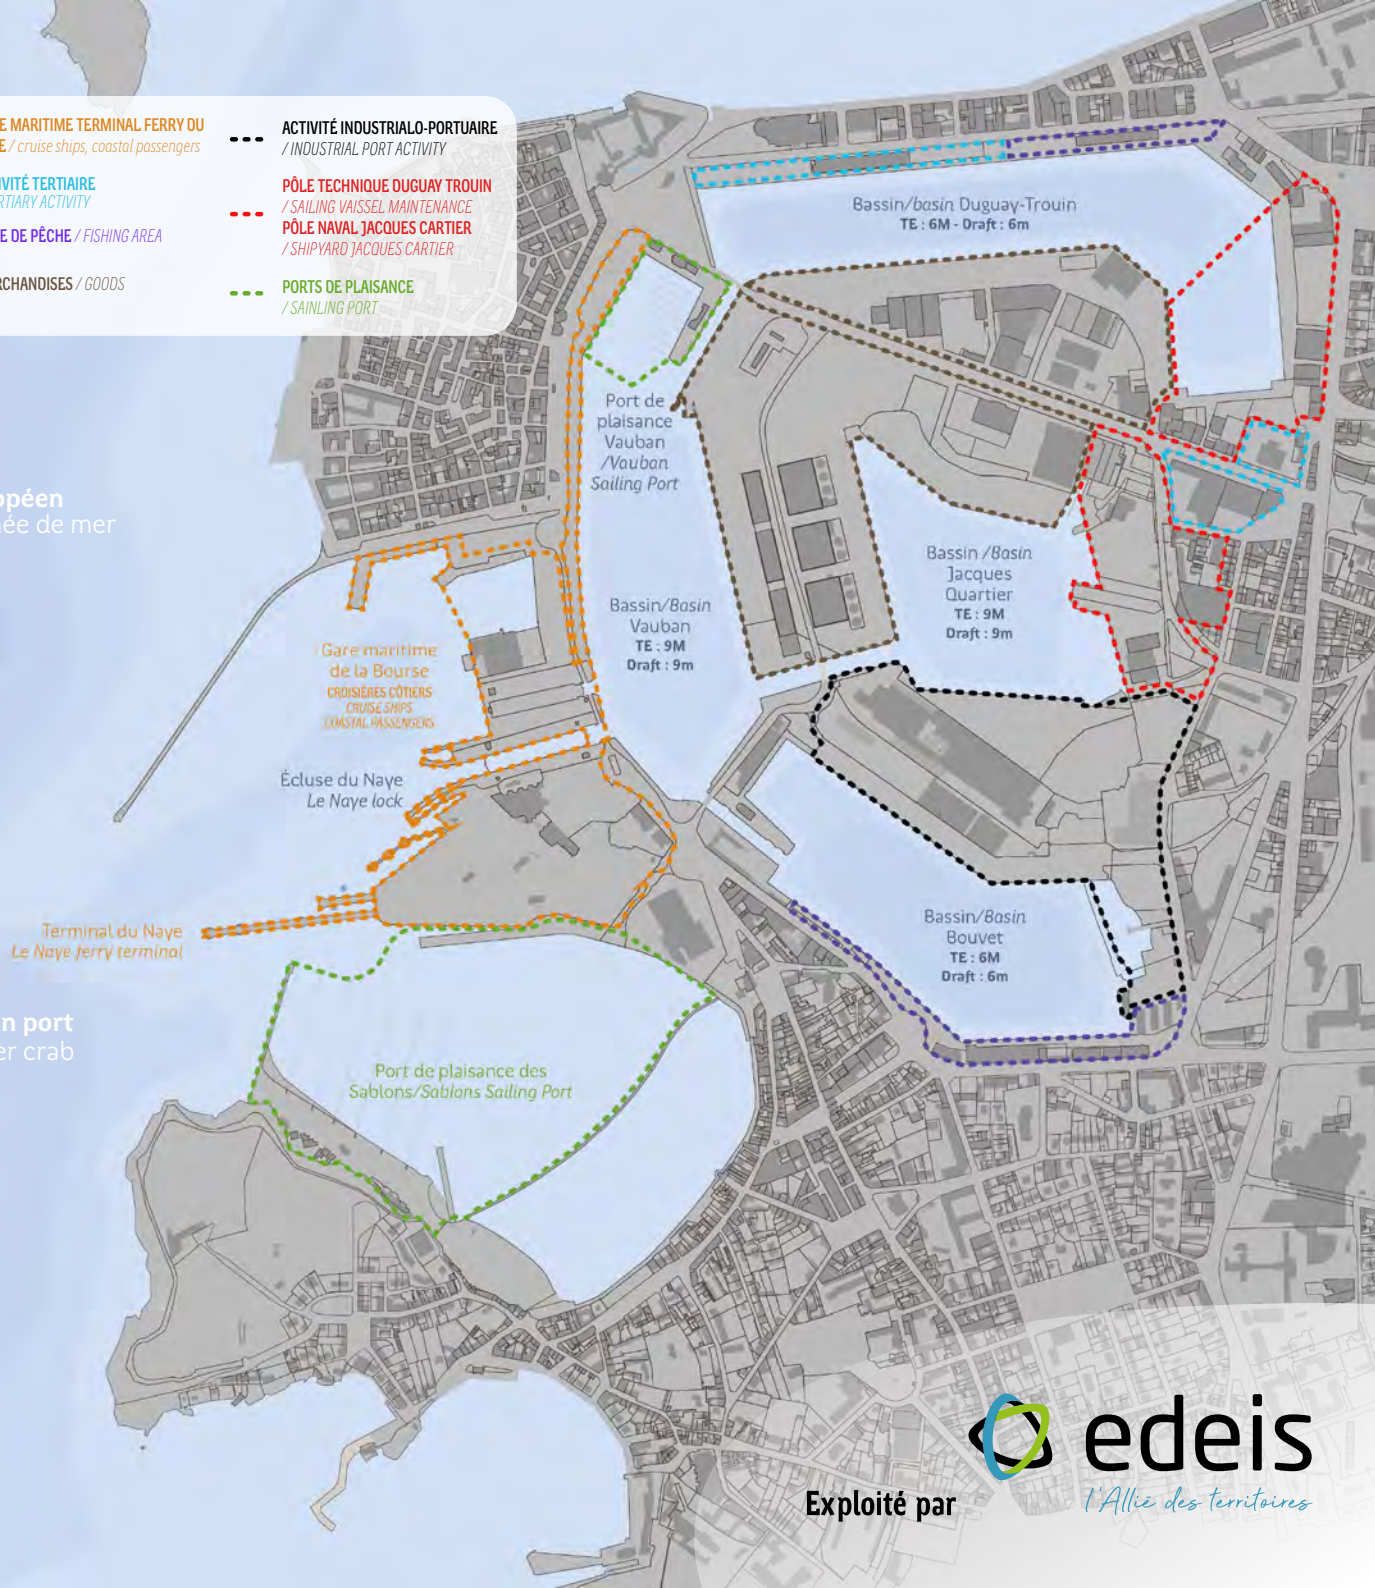 E MARITIME TERMINAL FERRY DU
E / cruise ships, coastal passengers
IVITÉ TERTIAIRE
RTIARY ACTIVITY
E DE PÊCHE / FISHING AREA
RCHANDISES / GOODS
ACTIVITÉ INDUSTRIALO-PORTUAIRE
/ INDUSTRIAL PORT ACTIVITY
PÔLE TECHNIQUE DUGUAY TROUIN
/ SAILING VAISSEL MAINTENANCE
PÔLE NAVAL JACQUES CARTIER
/ SHIPYARD JACQUES CARTIER
PORTS DE PLAISANCE
/ SAINLING PORT
Bassin/basin Duguay-Trouin
TE : 6M - Draft : 6m
Port de
plaisance
Vauban
/Vauban
Sailing Port
opéen
ée de mer
Bassin /Basin
Jacques
Quartier
TE : 9M
Draft : 9m
Bassin/Basin
Vauban
TE : 9M
Draft : 9m
Gare maritime
de la Bourse
CROISIÈRES CÔTIERS
CRUISE SHIPS
COASTAL PASSENGERS
Écluse du Naye
Le Naye lock
Terminal du Naye
Le Naye ferry terminal
Bassin/Basin
Bouvet
TE : 6M
Draft : 6m
n port
er crab
Port de plaisance des
Sablons/Sablons Sailing Port
Exploité par
edeis
l'Allié des territoires